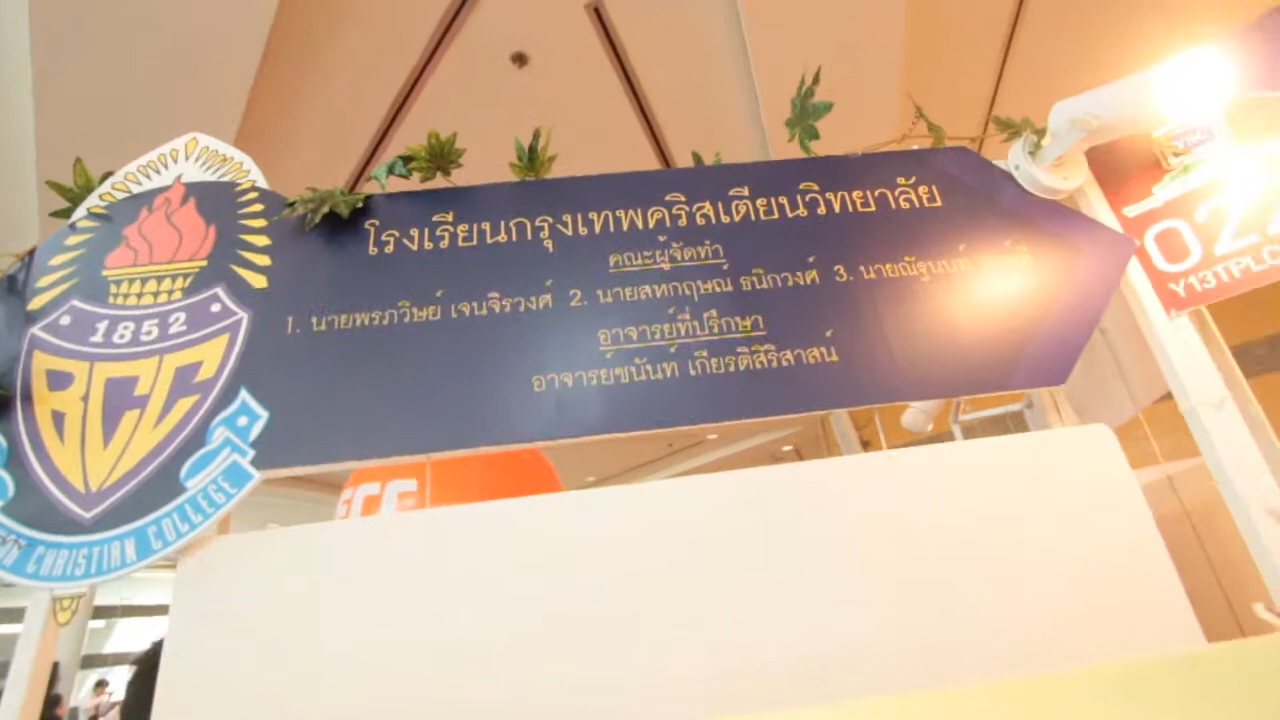 โรงเรียนกรุงเทพคริสเตียนวิทยาลัย
คณะผู้จัดทำ
1. นายพรภวิษย์ เจนจิรวงศ์ 2. นายสหกฤษณ์ ธนิกวงศ์ 3. นายณัฐนนท์
อาจารย์ที่ปรึกษา
อาจารย์ชนันท์ เกียรติสิริสาสน์
1852
BCC
CHRISTIAN COLLEGE
022
Y13TPLC